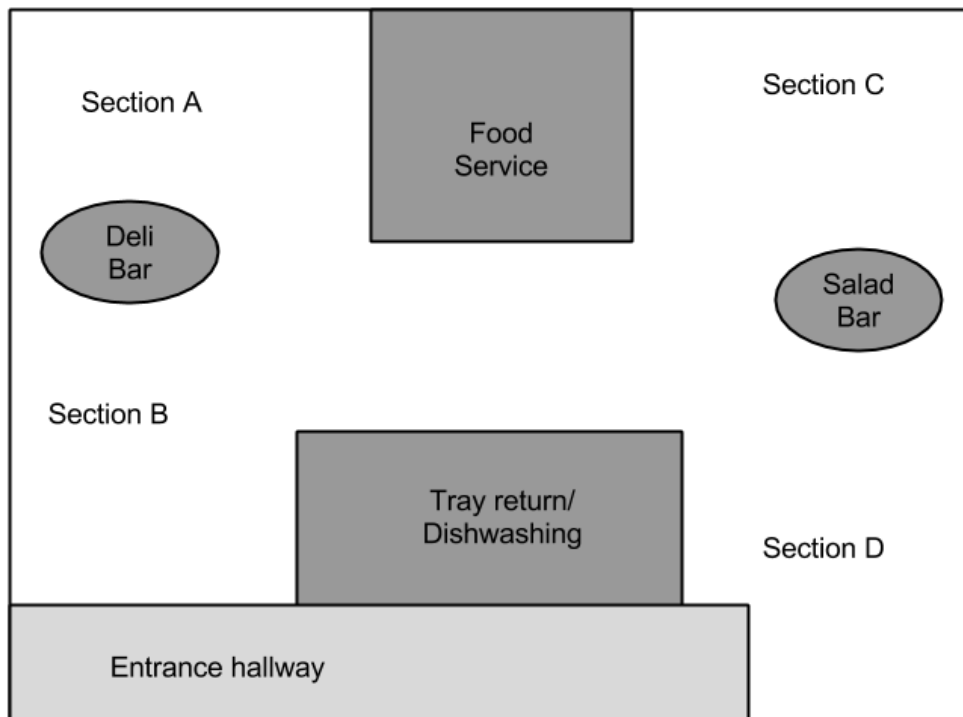 Section A
Food
Service
Section C
Deli
Bar
Salad
Bar
Section B
Tray return/
Dishwashing
Section D
Entrance hallway